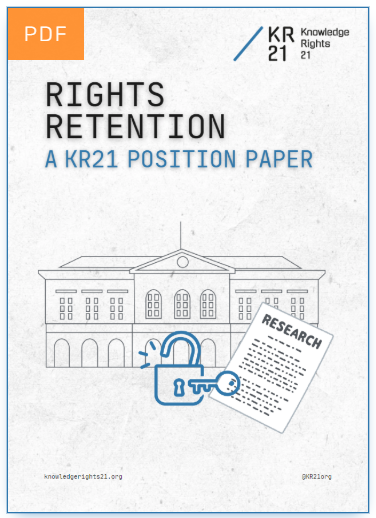 PDF
KR Knowledge
21 Rights
21
RIGHTS
RETENTION
A KR21 POSITION PAPER
RESEARCH
knowledgerights21.org
@KR21org